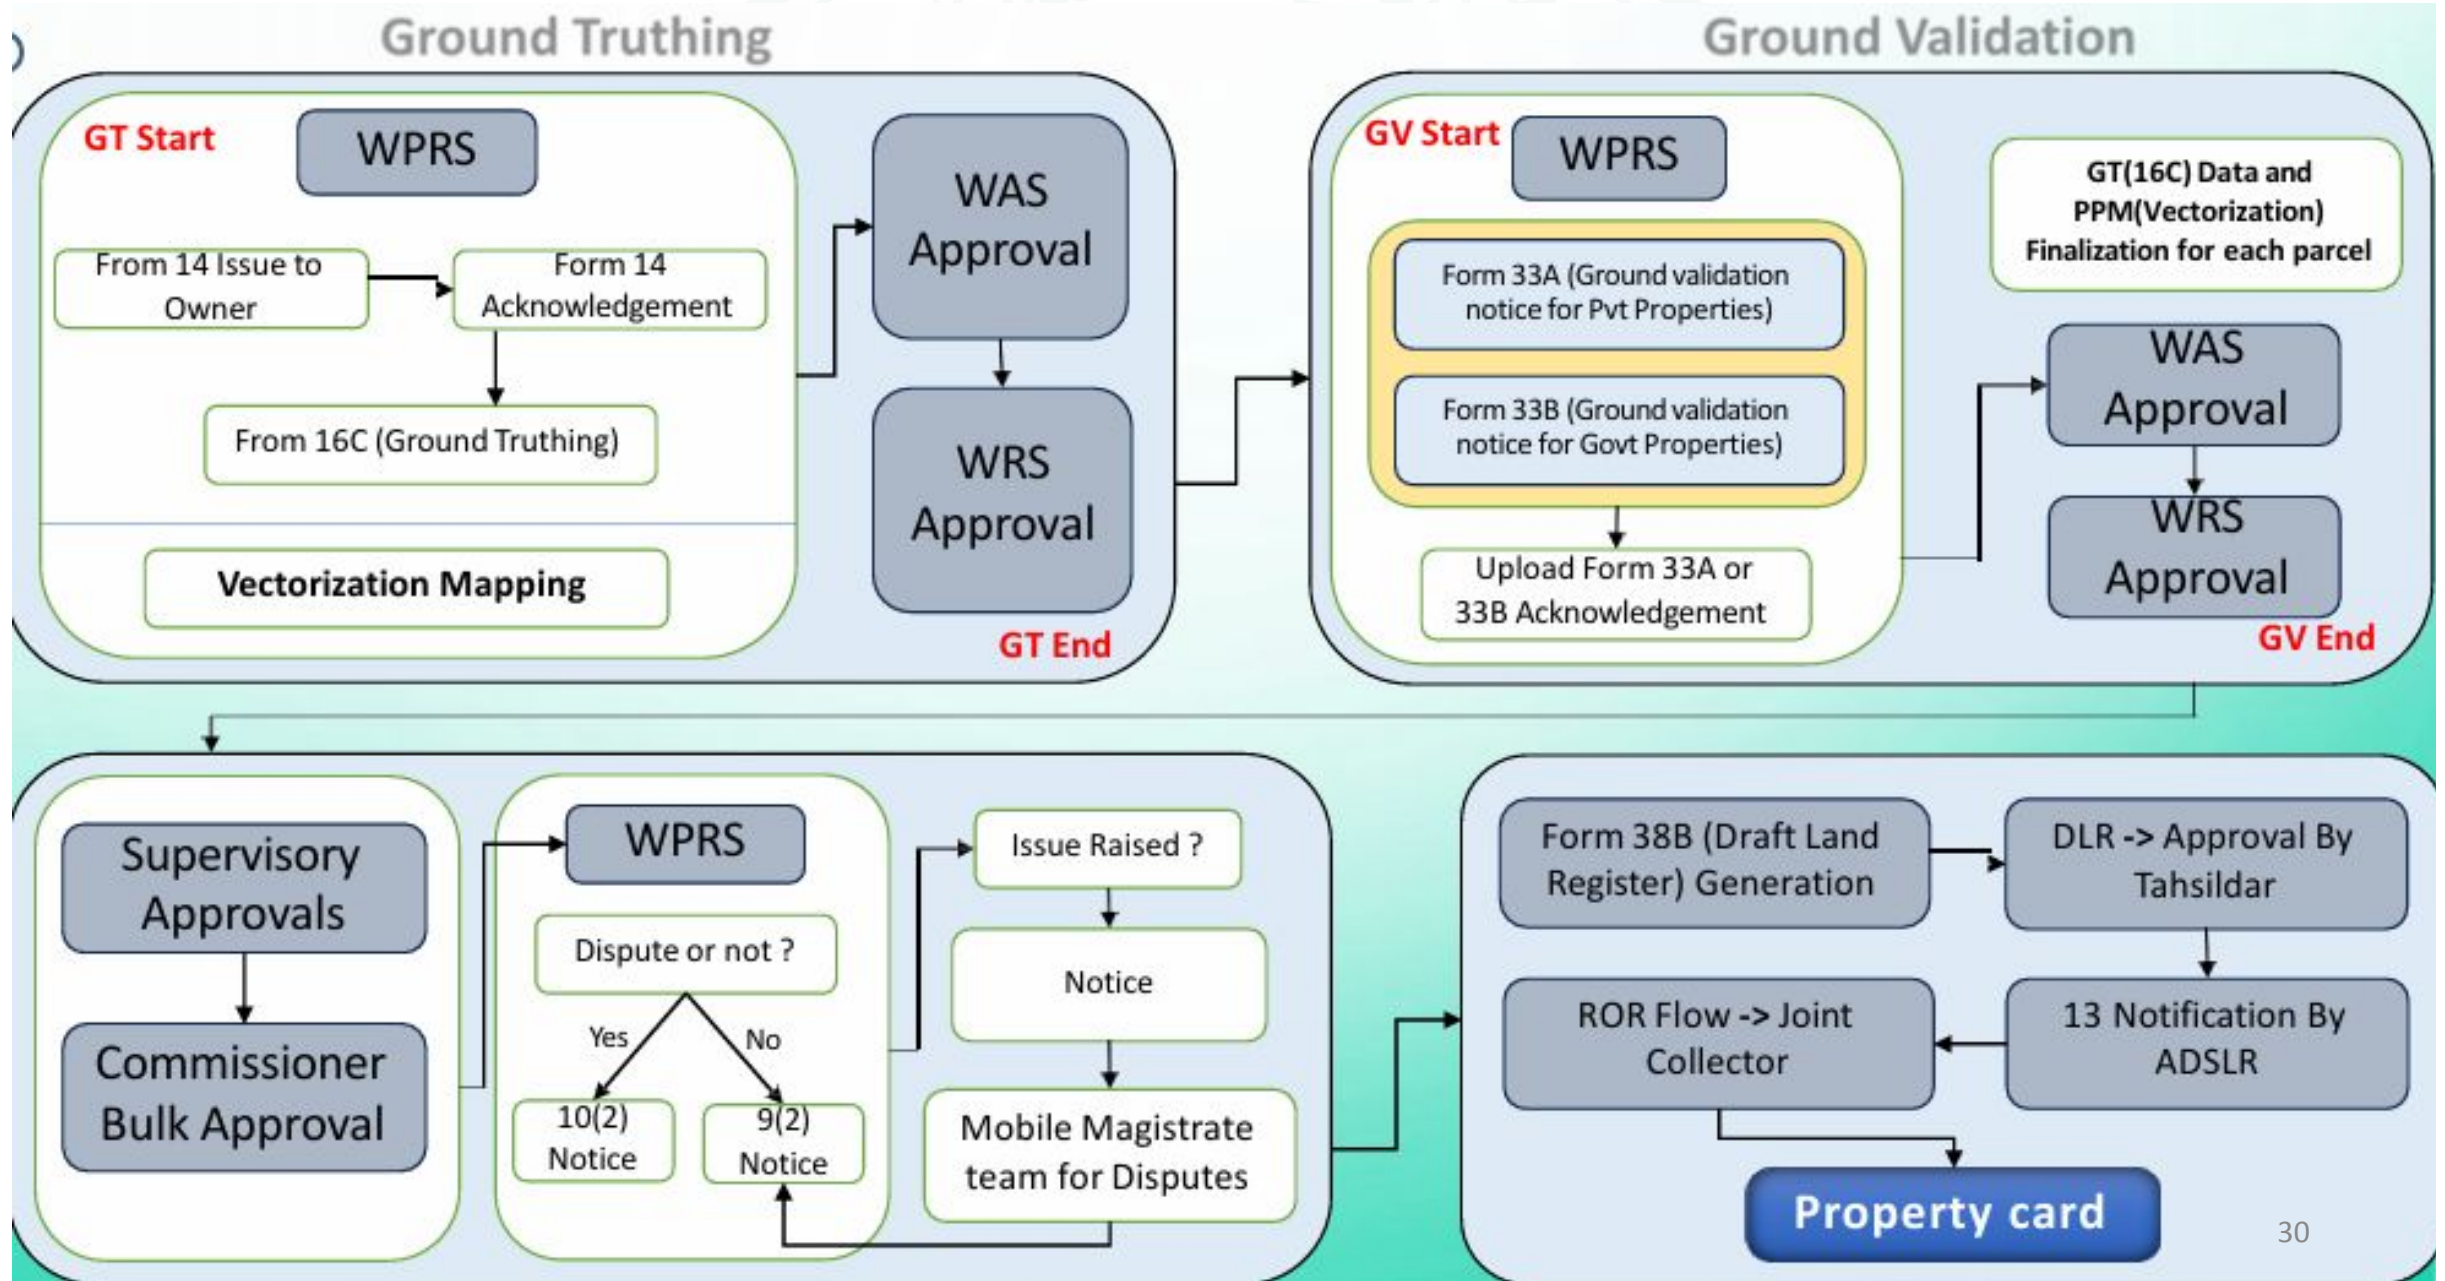 Ground Truthing
Ground Validation
GT Start
WPRS
From 14 Issue to
Owner
Form 14
Acknowledgement
From 16C (Ground Truthing)
Vectorization Mapping
WAS
Approval
WRS
Approval
GT End
GV Start
WPRS
Form 33A (Ground validation
notice for Pvt Properties)
Form 33B (Ground validation
notice for Govt Properties)
Upload Form 33A or
33B Acknowledgement
GT(16C) Data and
PPM(Vectorization)
Finalization for each parcel
WAS
Approval
WRS
Approval
GV End
Supervisory
Approvals
Commissioner
Bulk Approval
WPRS
Dispute or not ?
Yes
No
10(2)
Notice
9(2)
Notice
Issue Raised ?
Notice
Mobile Magistrate
team for Disputes
Form 38B (Draft Land
Register) Generation
DLR -> Approval By
Tahsildar
ROR Flow -> Joint
Collector
13 Notification By
ADSLR
Property card
30